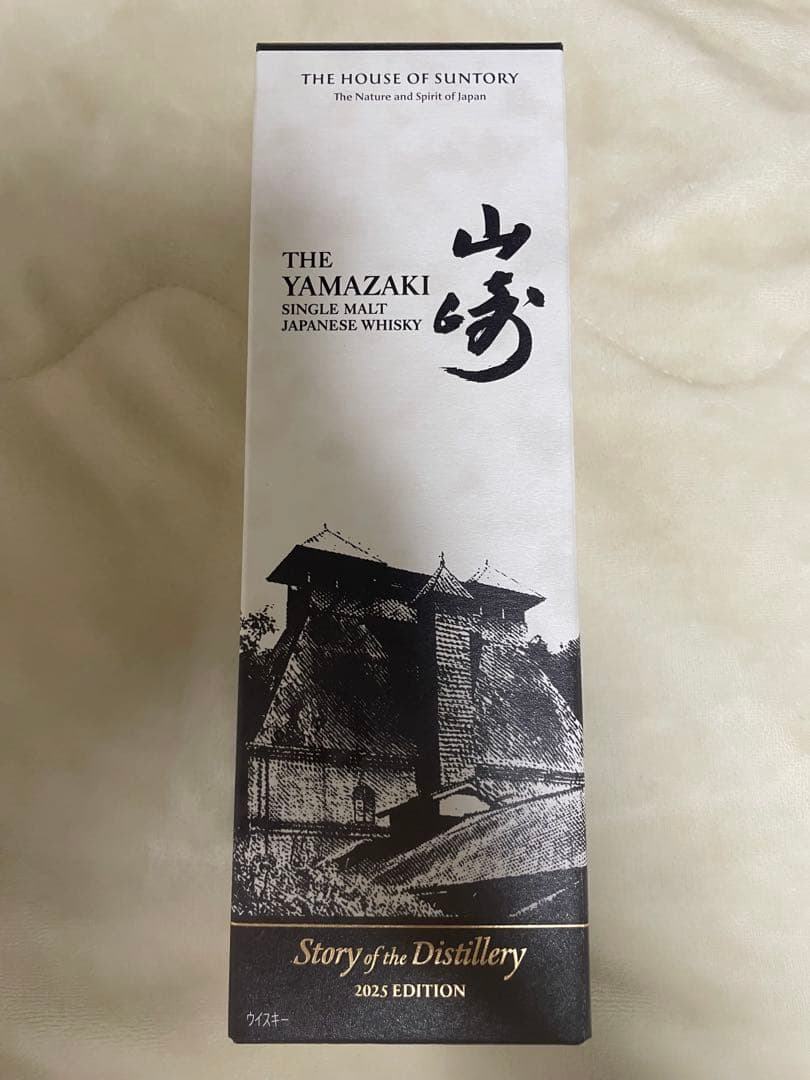 THE HOUSE OF SUNTORY
The Nature and Spirit of Japan
山崎
THE
YAMAZAKI
SINGLE MALT
JAPANESE WHISKY
Story of the Distillery
2025 EDITION
ウイスキー